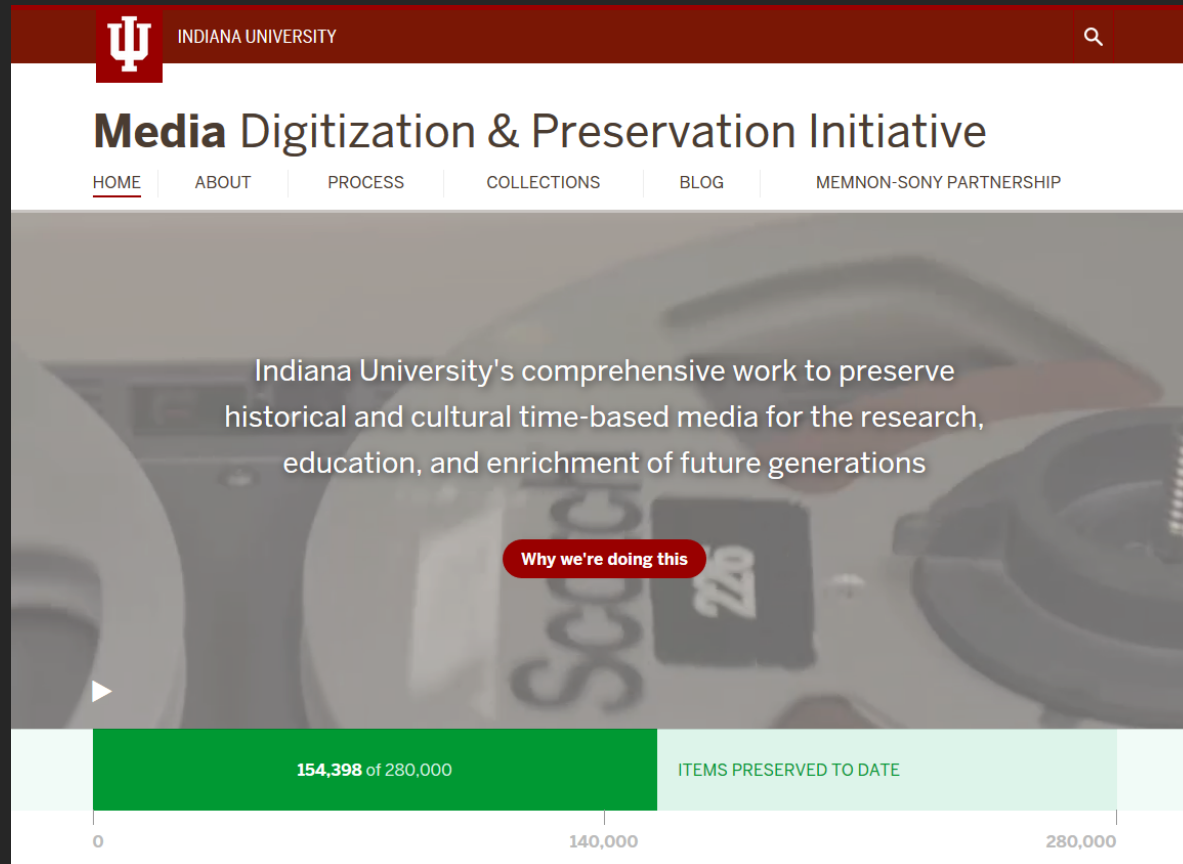 INDIANA UNIVERSITY
Media Digitization & Preservation Initiative
HOME ABOUT PROCESS COLLECTIONS BLOG MEMNON-SONY PARTNERSHIP
Indiana University's comprehensive work to preserve
historical and cultural time-based media for the research,
education, and enrichment of future generations
Why we're doing this
Scotch
226
154,398 of 280,000 ITEMS PRESERVED TO DATE
0 140,000 280,000